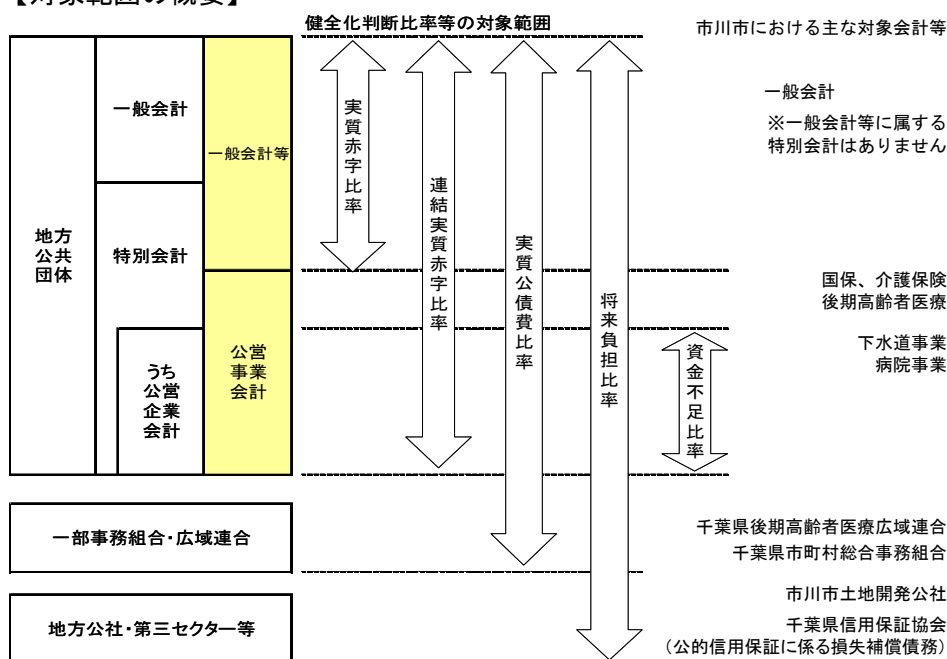 【対象範囲の概要】
健全化判断比率等の対象範囲
市川市における主な対象会計等
地方
公共
団体
一般会計
特別会計
うち
公営
企業
会計
一般会計等
公営
事業
会計
実質赤字比率
連結実質赤字比率
実質公債費比率
将来負担比率
資金不足比率
一般会計
※一般会計等に属する
特別会計はありません
国保、介護保険
後期高齢者医療
下水道事業
病院事業
一部事務組合・広域連合
千葉県後期高齢者医療広域連合
千葉県市町村総合事務組合
地方公社・第三セクター等
市川市土地開発公社
千葉県信用保証協会
（公的信用保証に係る損失補償債務）